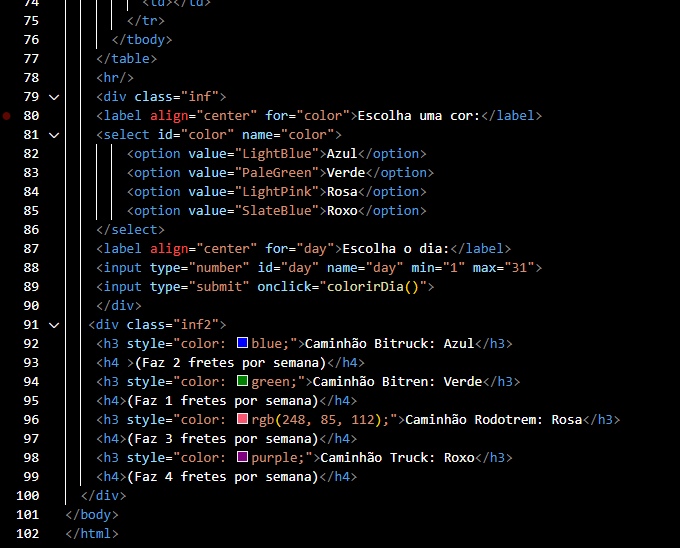 74 <td></td>
75 </tr>
76 </tbody>
77 </table>
78 <hr/>
79 <div class="inf">
80 <label align="center" for="color">Escolha uma cor:</label>
81 <select id="color" name="color">
82 <option value="LightBlue">Azul</option>
83 <option value="PaleGreen">Verde</option>
84 <option value="LightPink">Rosa</option>
85 <option value="SlateBlue">Roxo</option>
86 </select>
87 <label align="center" for="day">Escolha o dia:</label>
88 <input type="number" id="day" name="day" min="1" max="31">
89 <input type="submit" onclick="colorirDia()">
90 </div>
91 <div class="inf2">
92 <h3 style="color: blue;">Caminhão Bitruck: Azul</h3>
93 <h4 >(Faz 2 fretes por semana)</h4>
94 <h3 style="color: green;">Caminhão Bitren: Verde</h3>
95 <h4>(Faz 1 fretes por semana)</h4>
96 <h3 style="color: rgb(248, 85, 112);">Caminhão Rodotrem: Rosa</h3>
97 <h4>(Faz 3 fretes por semana)</h4>
98 <h3 style="color: purple;">Caminhão Truck: Roxo</h3>
99 <h4>(Faz 4 fretes por semana)</h4>
100 </div>
101 </body>
102 </html>